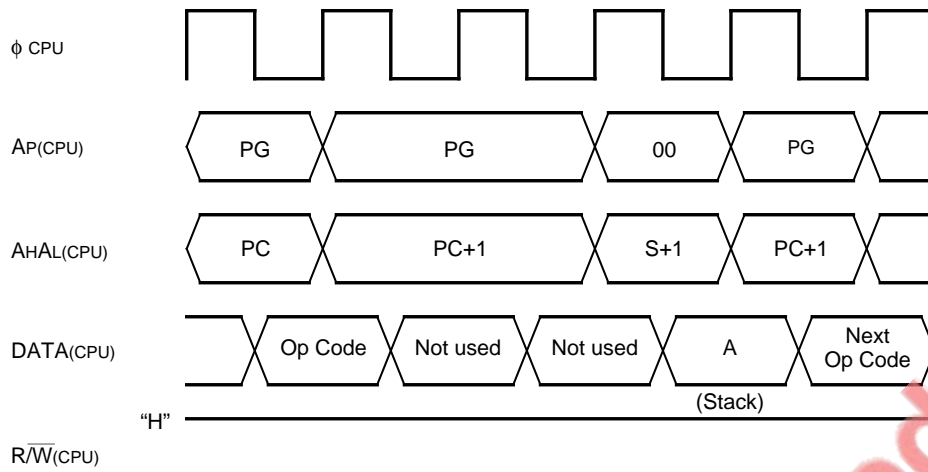 ϕ CPU
AP(CPU) PG PG 00 PG
AHAL(CPU) PC PC+1 S+1 PC+1
DATA(CPU) Op Code Not used Not used A Next Op Code
(Stack)
“H”
R/W̅(CPU)